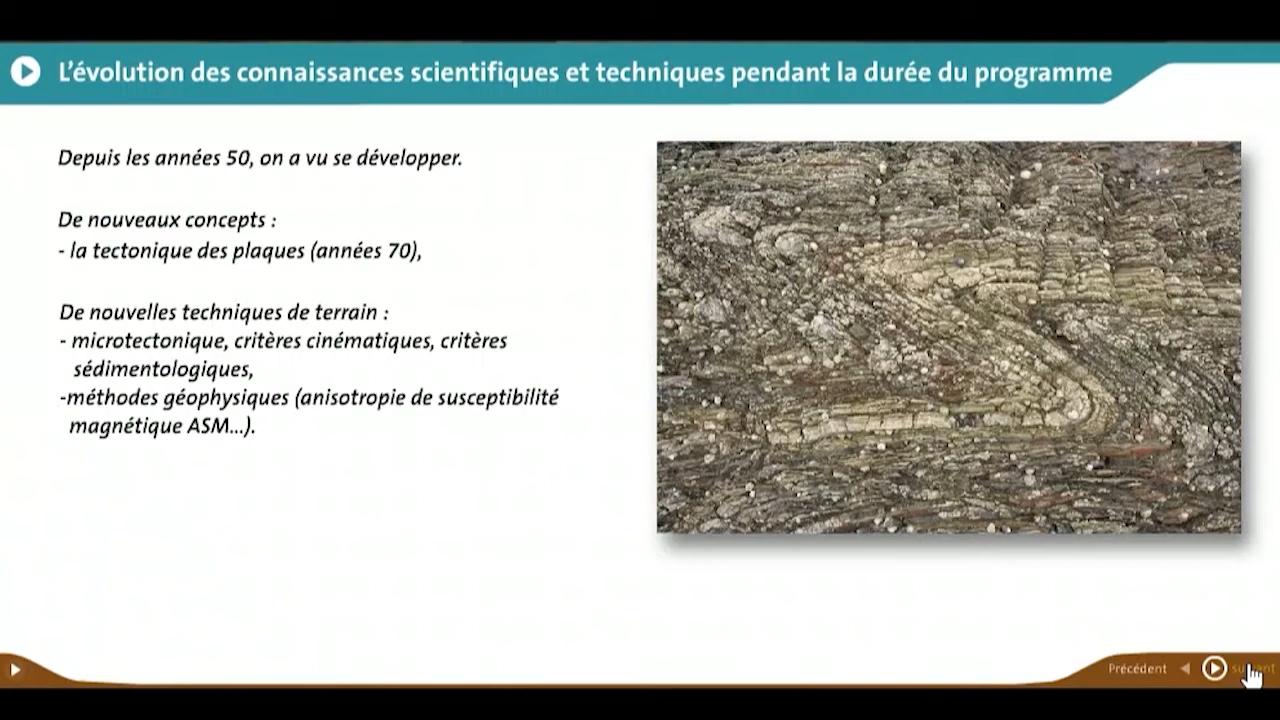 L’évolution des connaissances scientifiques et techniques pendant la durée du programme
Depuis les années 50, on a vu se développer.
De nouveaux concepts :
- la tectonique des plaques (années 70),
De nouvelles techniques de terrain :
- microtectonique, critères cinématiques, critères
sédimentologiques,
-méthodes géophysiques (anisotropie de susceptibilité
magnétique ASM...).
Précédent